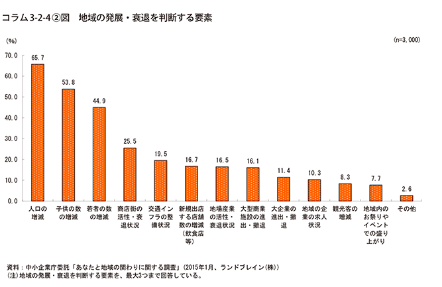 コラム3-2-4②図 地域の発展・衰退を判断する要素
(%)
(n=3,000)
80.0
70.0
60.0
50.0
40.0
30.0
20.0
10.0
0.0
65.7
53.8
44.9
25.5
19.5
16.7
16.5
16.1
11.4
10.3
8.3
7.7
2.6
人口の
増減
子供の数
の増減
若者の数
の増減
商店街の
活性・衰
退状況
交通イン
フラの整
備状況
新規出店
する店舗
数の増減
(飲食店
等)
地場産業
の活性・
衰退状況
大型商業
施設の進
出・撤退
大企業の
進出・撤
退
地域の企
業の求人
状況
観光客の
増減
地域内の
お祭りや
イベント
での盛り
上がり
その他
資料:中小企業庁委託「あなたと地域の関わりに関する調査」(2015年1月、ランドブレイン(株))
(注)地域の発展・衰退を判断する要素を、最大3つまで回答している。